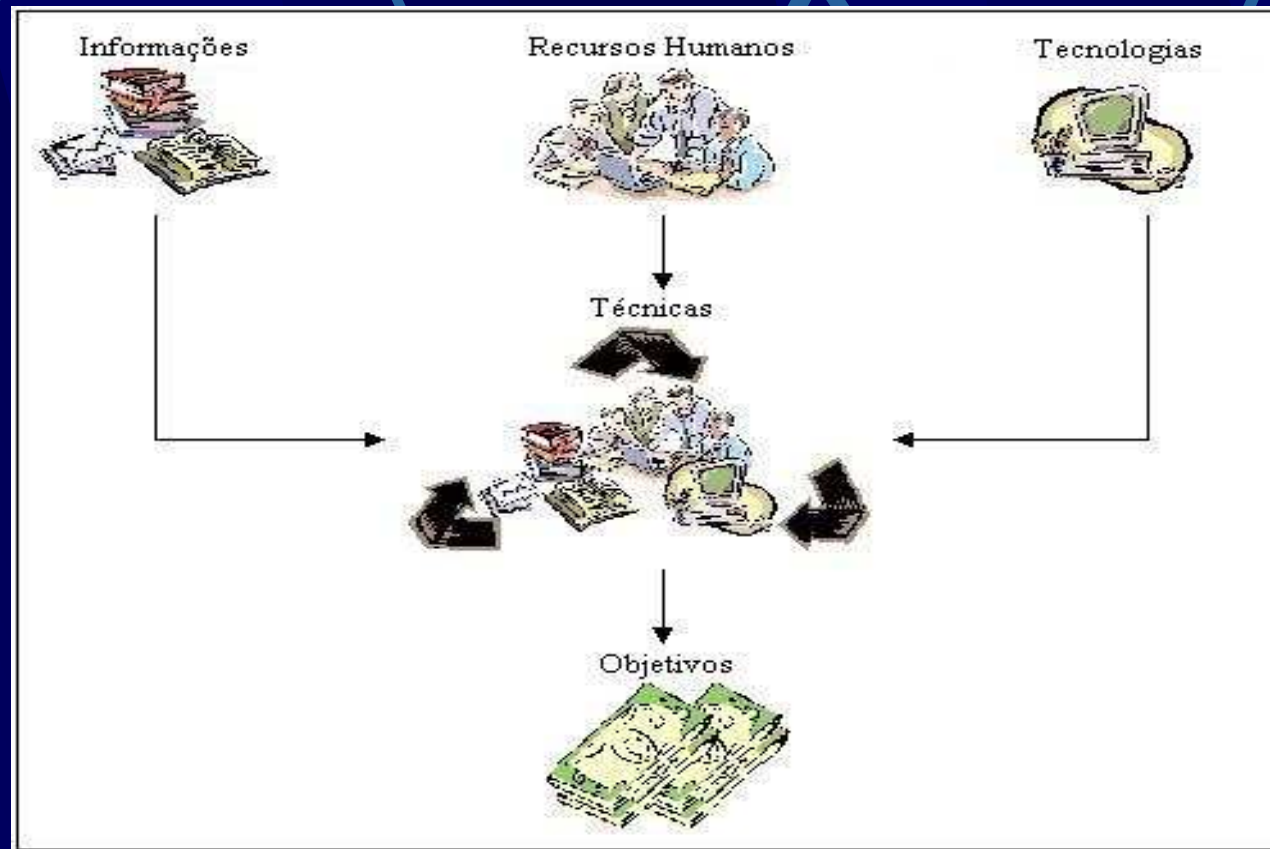 Informações
Recursos Humanos
Tecnologias
Técnicas
Objetivos